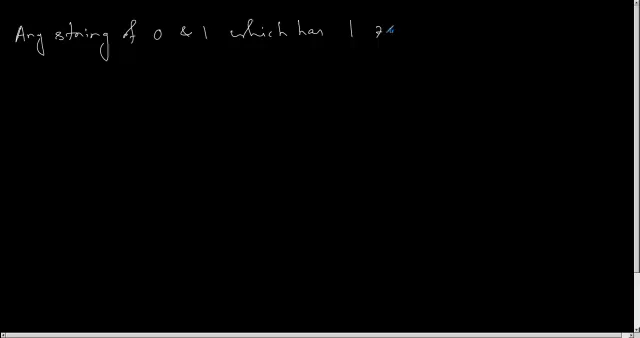 Any string of 0 & 1 which has 1